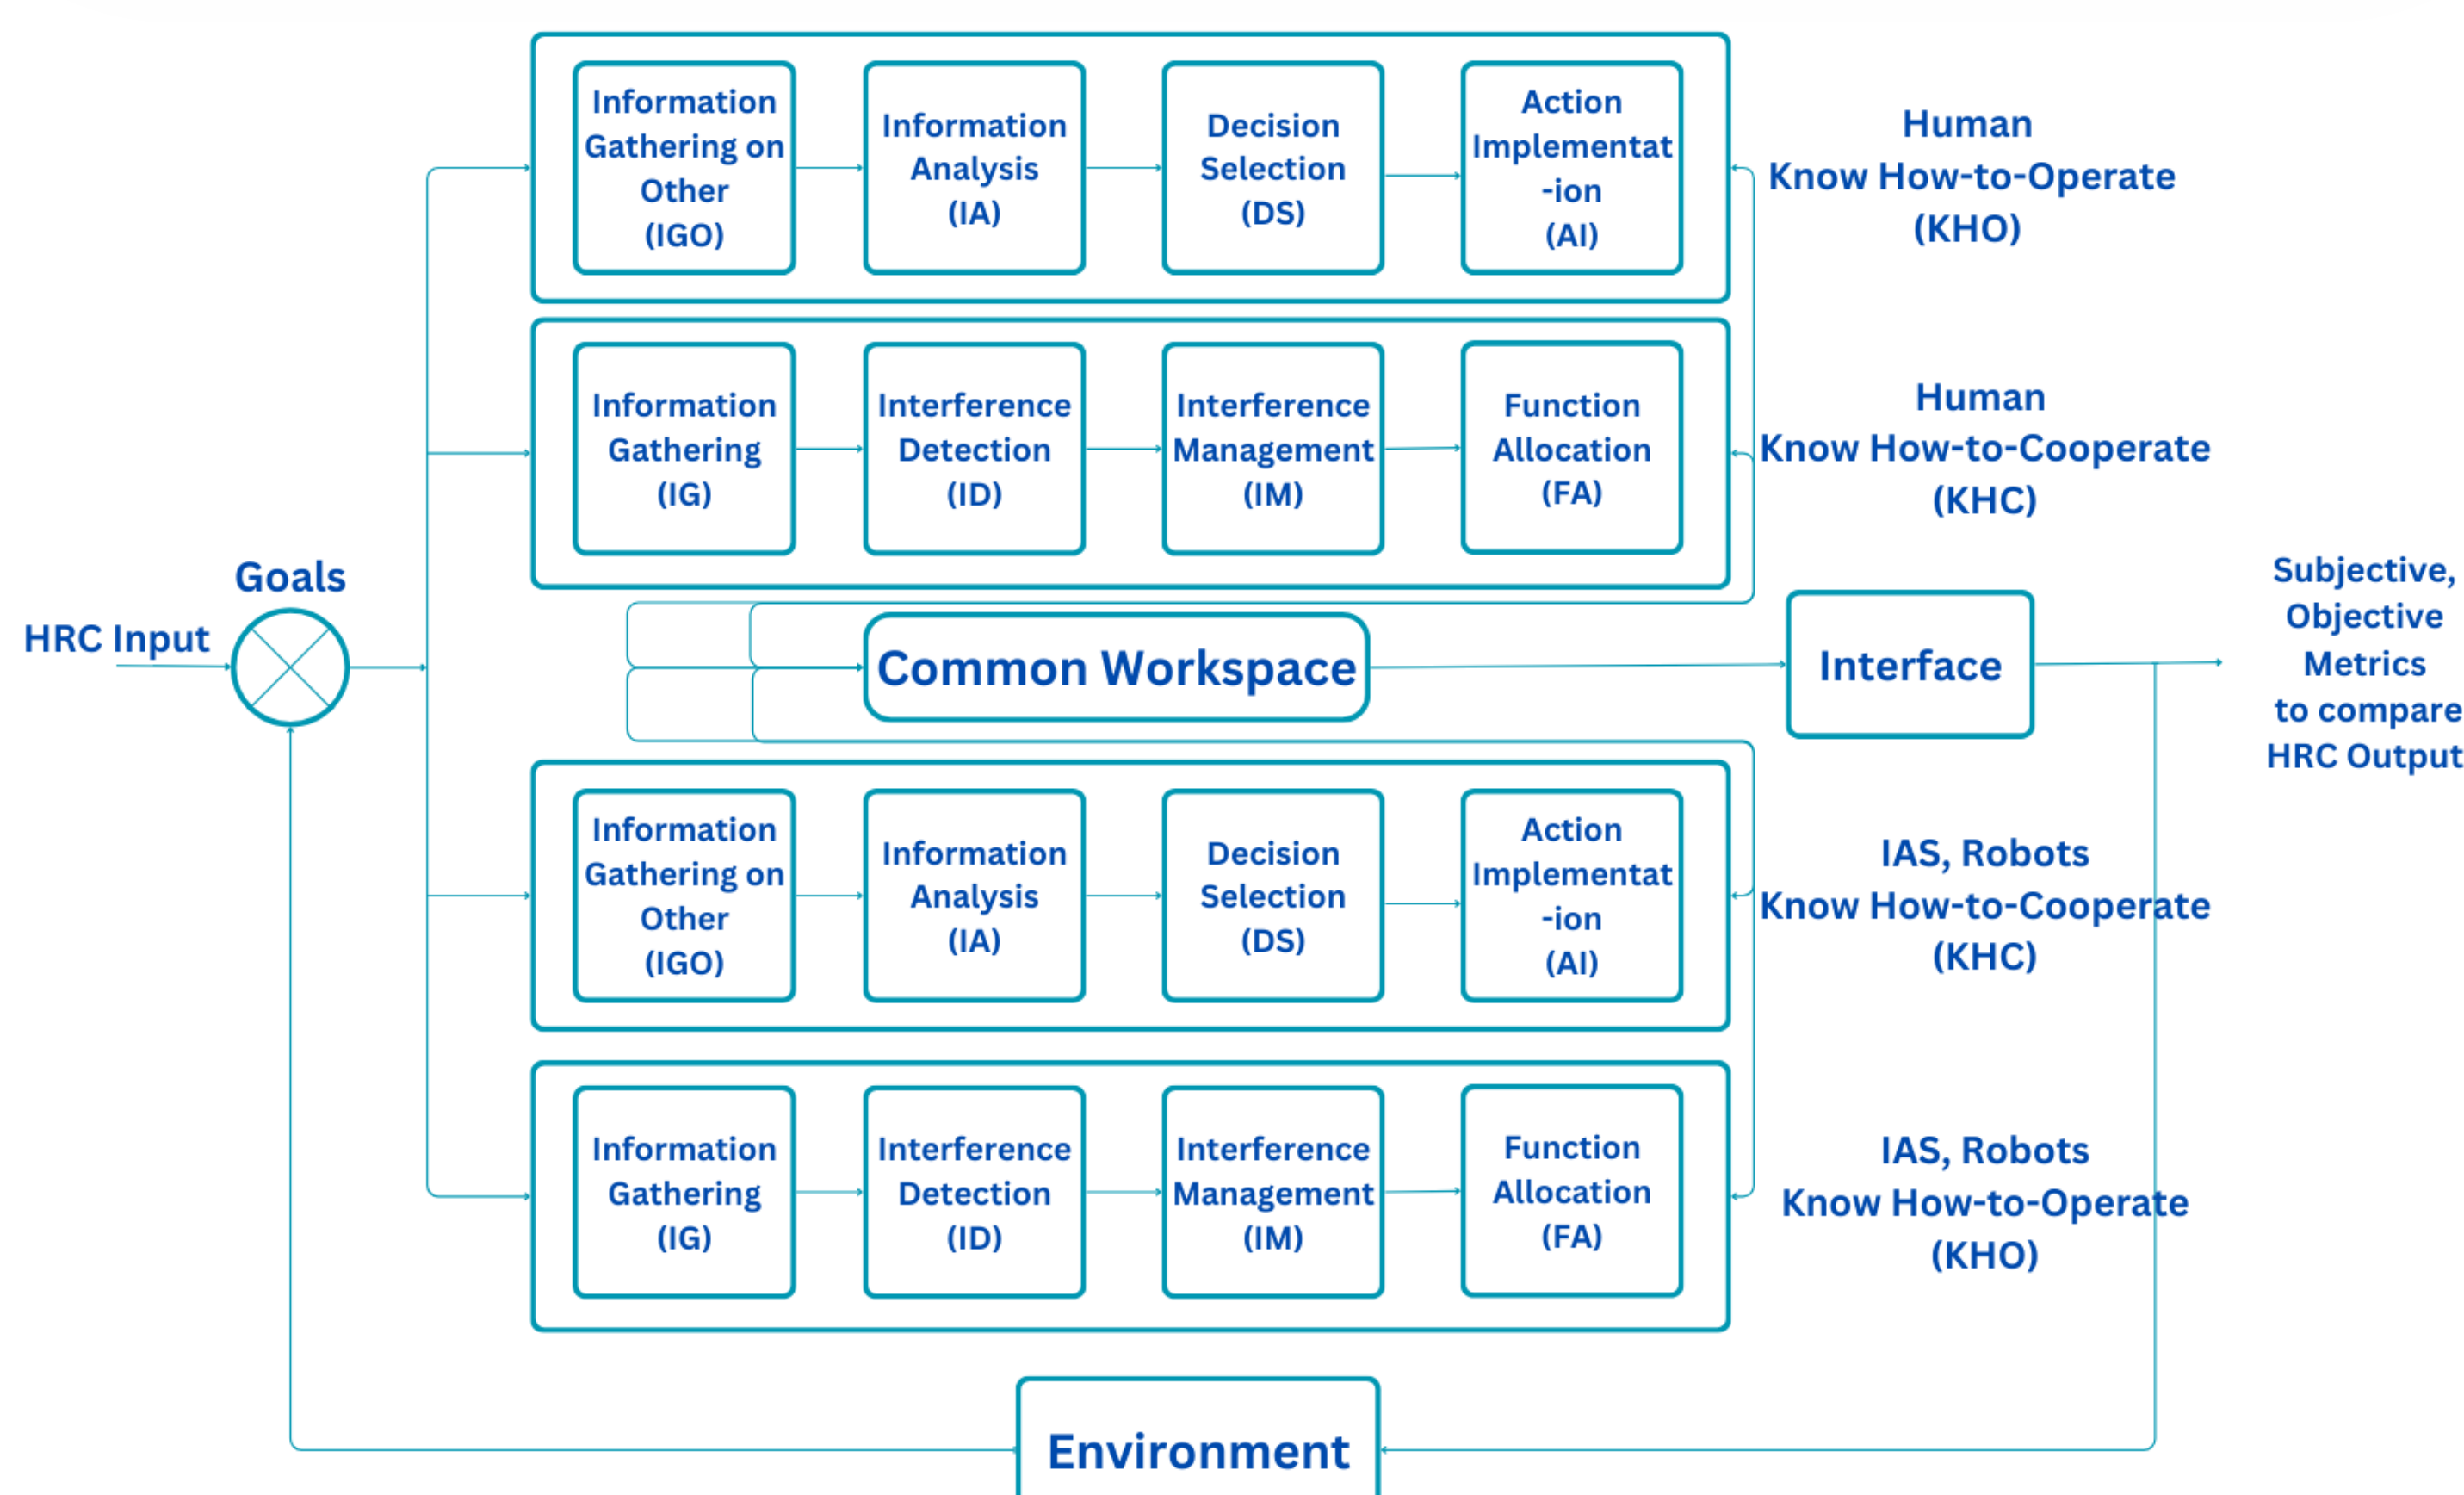 Information
Gathering on
Other
(IGO)
Information
Analysis
(IA)
Decision
Selection
(DS)
Action
Implementat
-ion
(AI)
Human
Know How-to-Operate
(KHO)
Information
Gathering
(IG)
Interference
Detection
(ID)
Interference
Management
(IM)
Function
Allocation
(FA)
Human
Know How-to-Cooperate
(KHC)
Goals
HRC Input
Common Workspace
Interface
Subjective,
Objective
Metrics
to compare
HRC Output
Information
Gathering on
Other
(IGO)
Information
Analysis
(IA)
Decision
Selection
(DS)
Action
Implementat
-ion
(AI)
IAS, Robots
Know How-to-Cooperate
(KHC)
Information
Gathering
(IG)
Interference
Detection
(ID)
Interference
Management
(IM)
Function
Allocation
(FA)
IAS, Robots
Know How-to-Operate
(KHO)
Environment